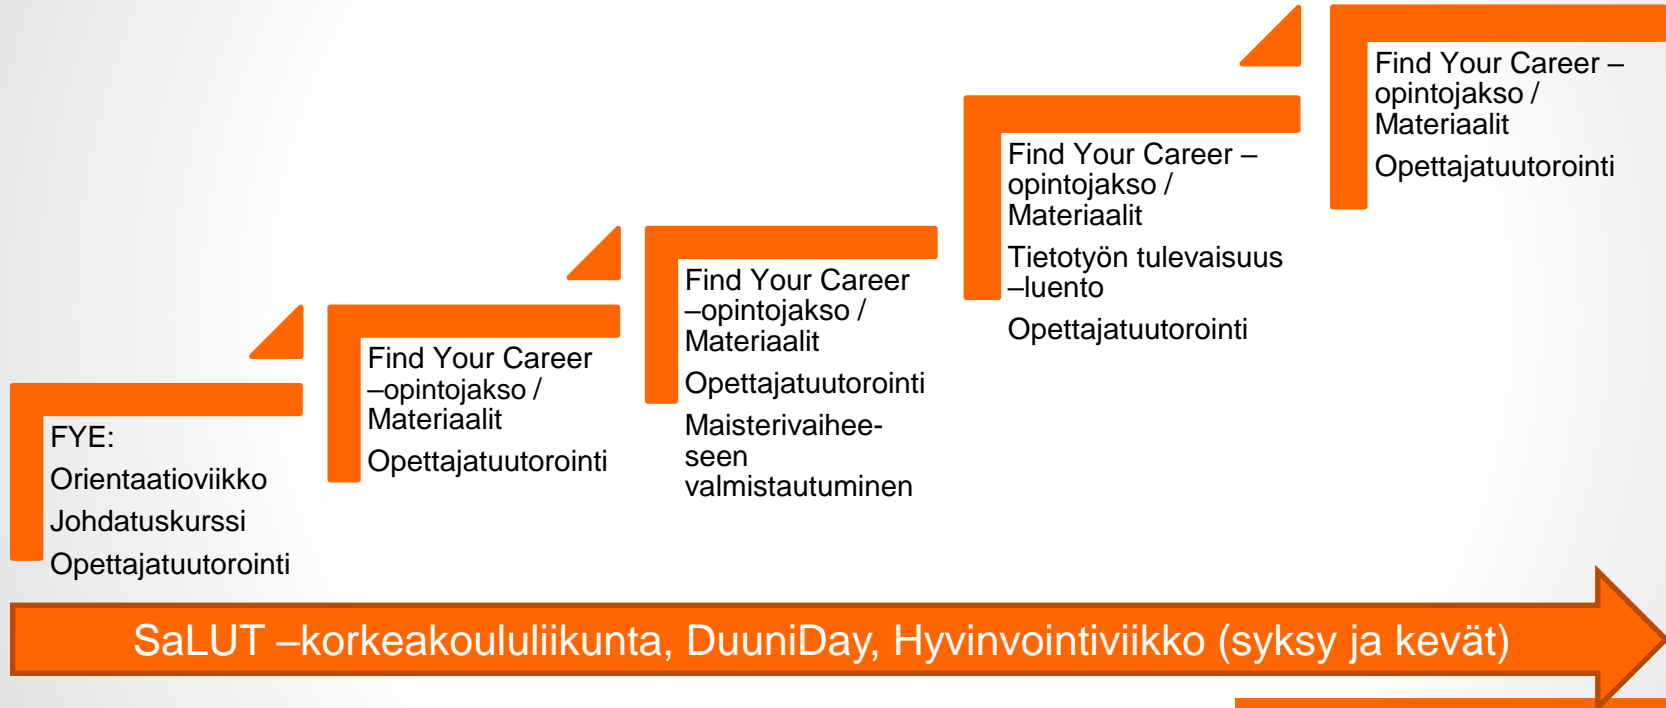 FYE:
Orientaatioviikko
Johdatuskurssi
Opettajatuutorointi
Find Your Career
–opintojakso /
Materiaalit
Opettajatuutorointi
Find Your Career
–opintojakso /
Materiaalit
Opettajatuutorointi
Maisterivaihee-
seen
valmistautuminen
Find Your Career –
opintojakso /
Materiaalit
Tietotyön tulevaisuus
–luento
Opettajatuutorointi
Find Your Career –
opintojakso /
Materiaalit
Opettajatuutorointi
SaLUT –korkeakoululiikunta, DuuniDay, Hyvinvointiviikko (syksy ja kevät)